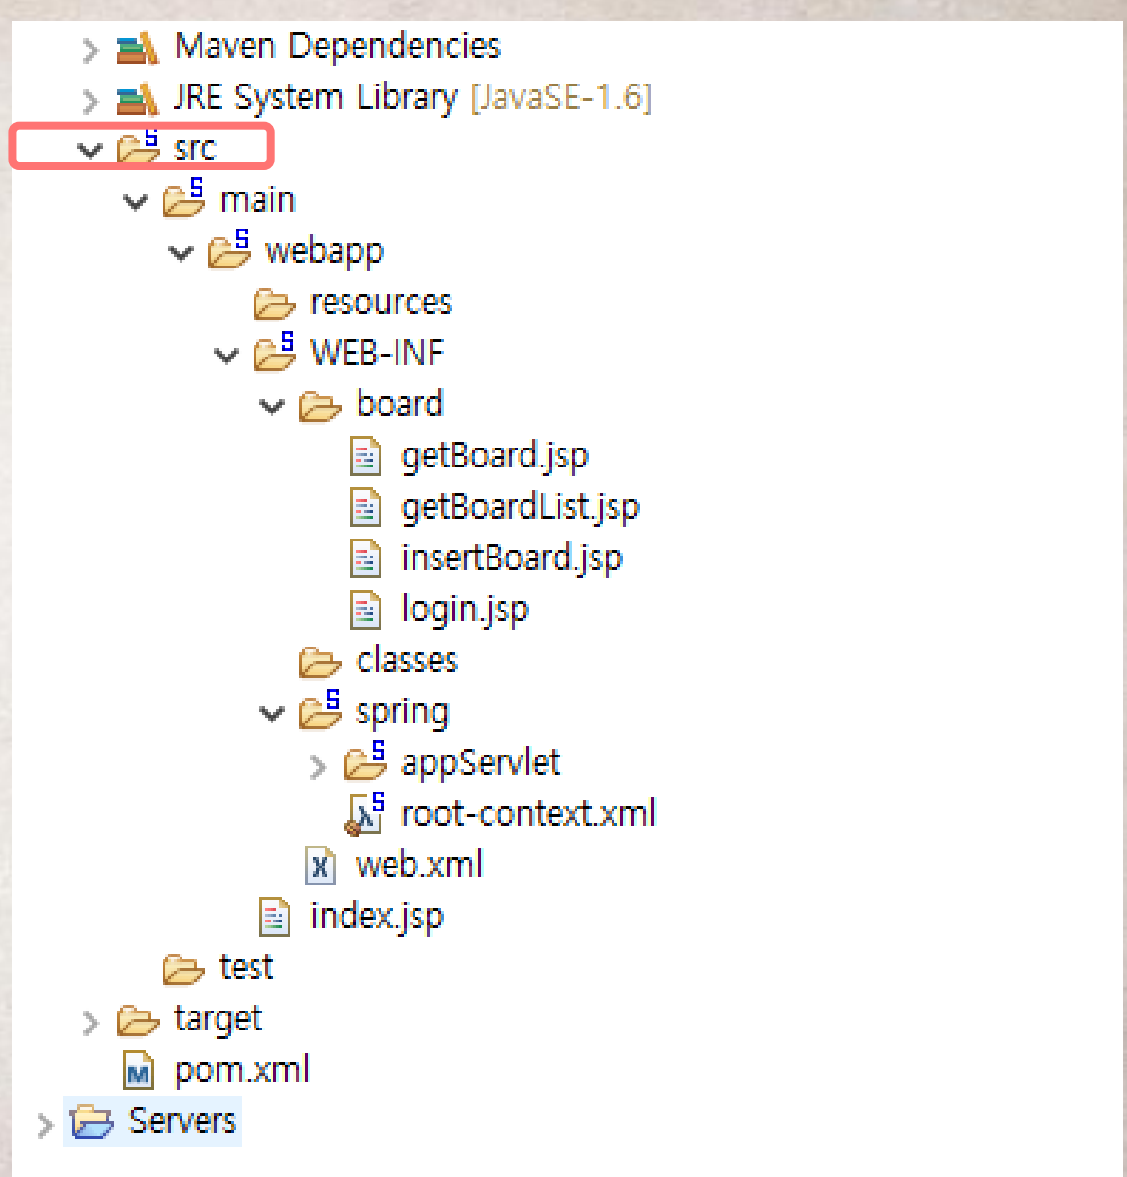 Maven Dependencies
JRE System Library [JavaSE-1.6]
src
main
webapp
resources
WEB-INF
board
getBoard.jsp
getBoardList.jsp
insertBoard.jsp
login.jsp
classes
spring
appServlet
root-context.xml
web.xml
index.jsp
test
target
pom.xml
Servers